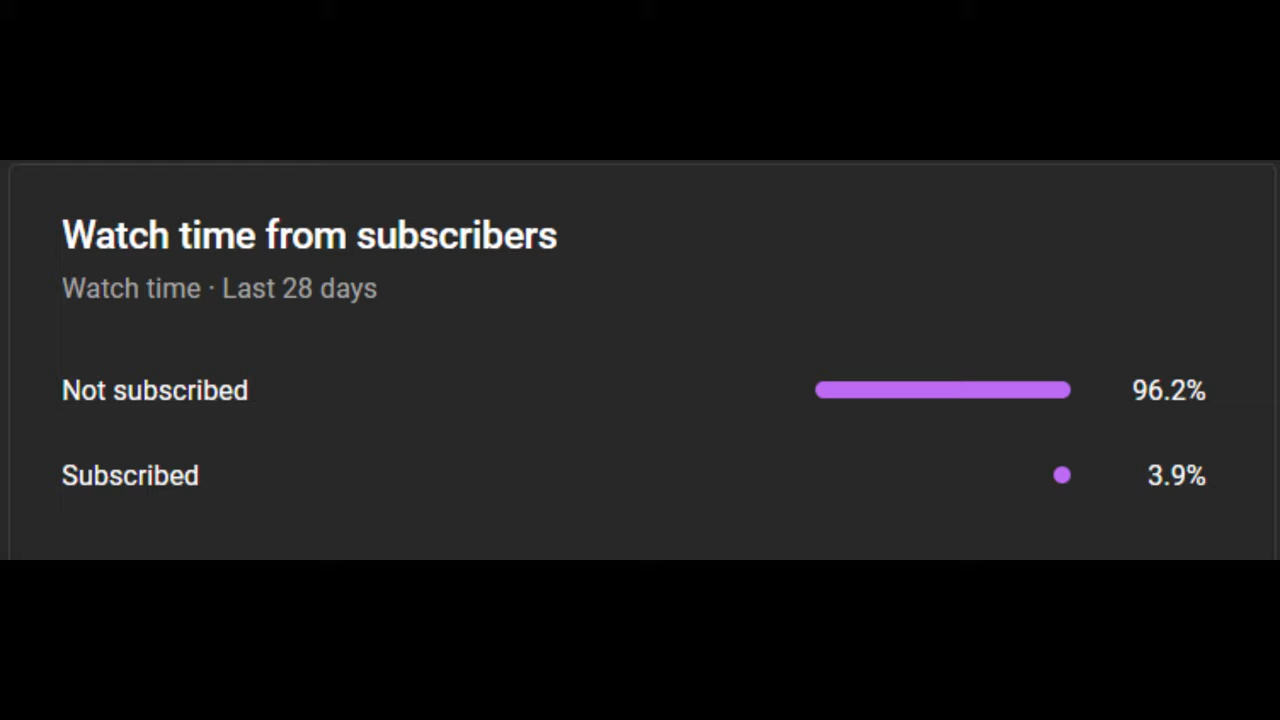 Watch time from subscribers
Watch time · Last 28 days
Not subscribed 96.2%
Subscribed 3.9%